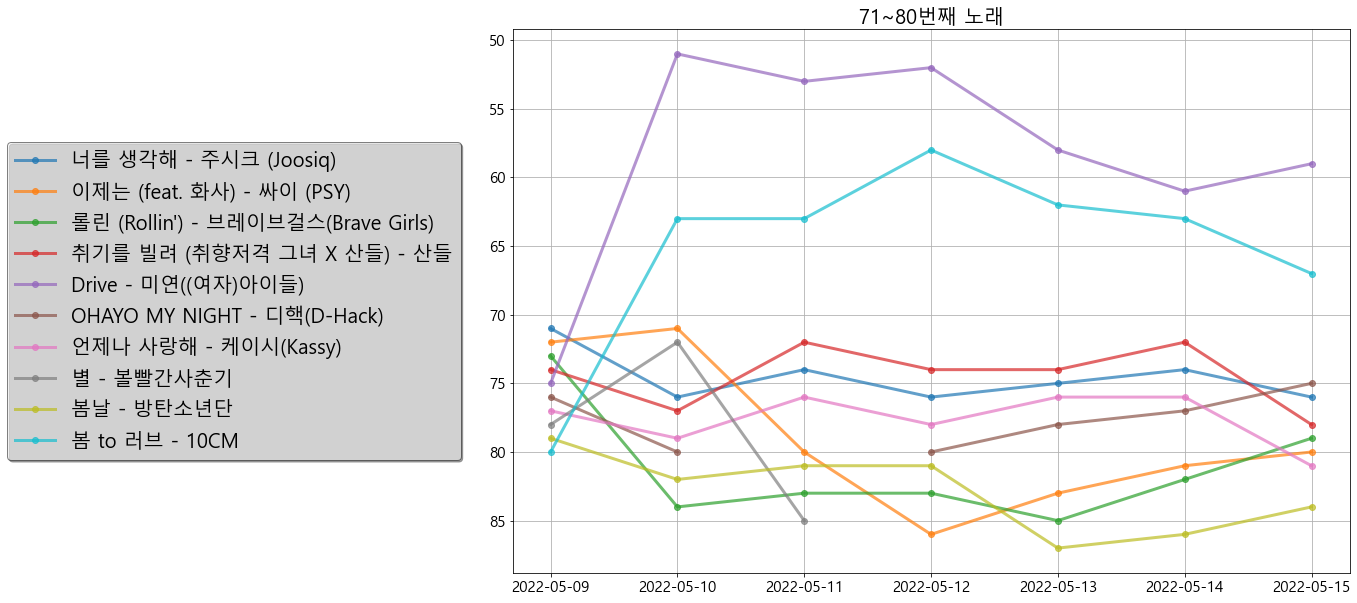 71~80번째 노래
50
55
60
65
70
75
80
85
2022-05-09
2022-05-10
2022-05-11
2022-05-12
2022-05-13
2022-05-14
2022-05-15
너를 생각해 - 주시크 (Joosiq)
이제는 (feat. 화사) - 싸이 (PSY)
롤린 (Rollin') - 브레이브걸스(Brave Girls)
취기를 빌려 (취향저격 그녀 X 산들) - 산들
Drive - 미연((여자)아이들)
OHAYO MY NIGHT - 디핵(D-Hack)
언제나 사랑해 - 케이시(Kassy)
별 - 볼빨간사춘기
봄날 - 방탄소년단
봄 to 러브 - 10CM